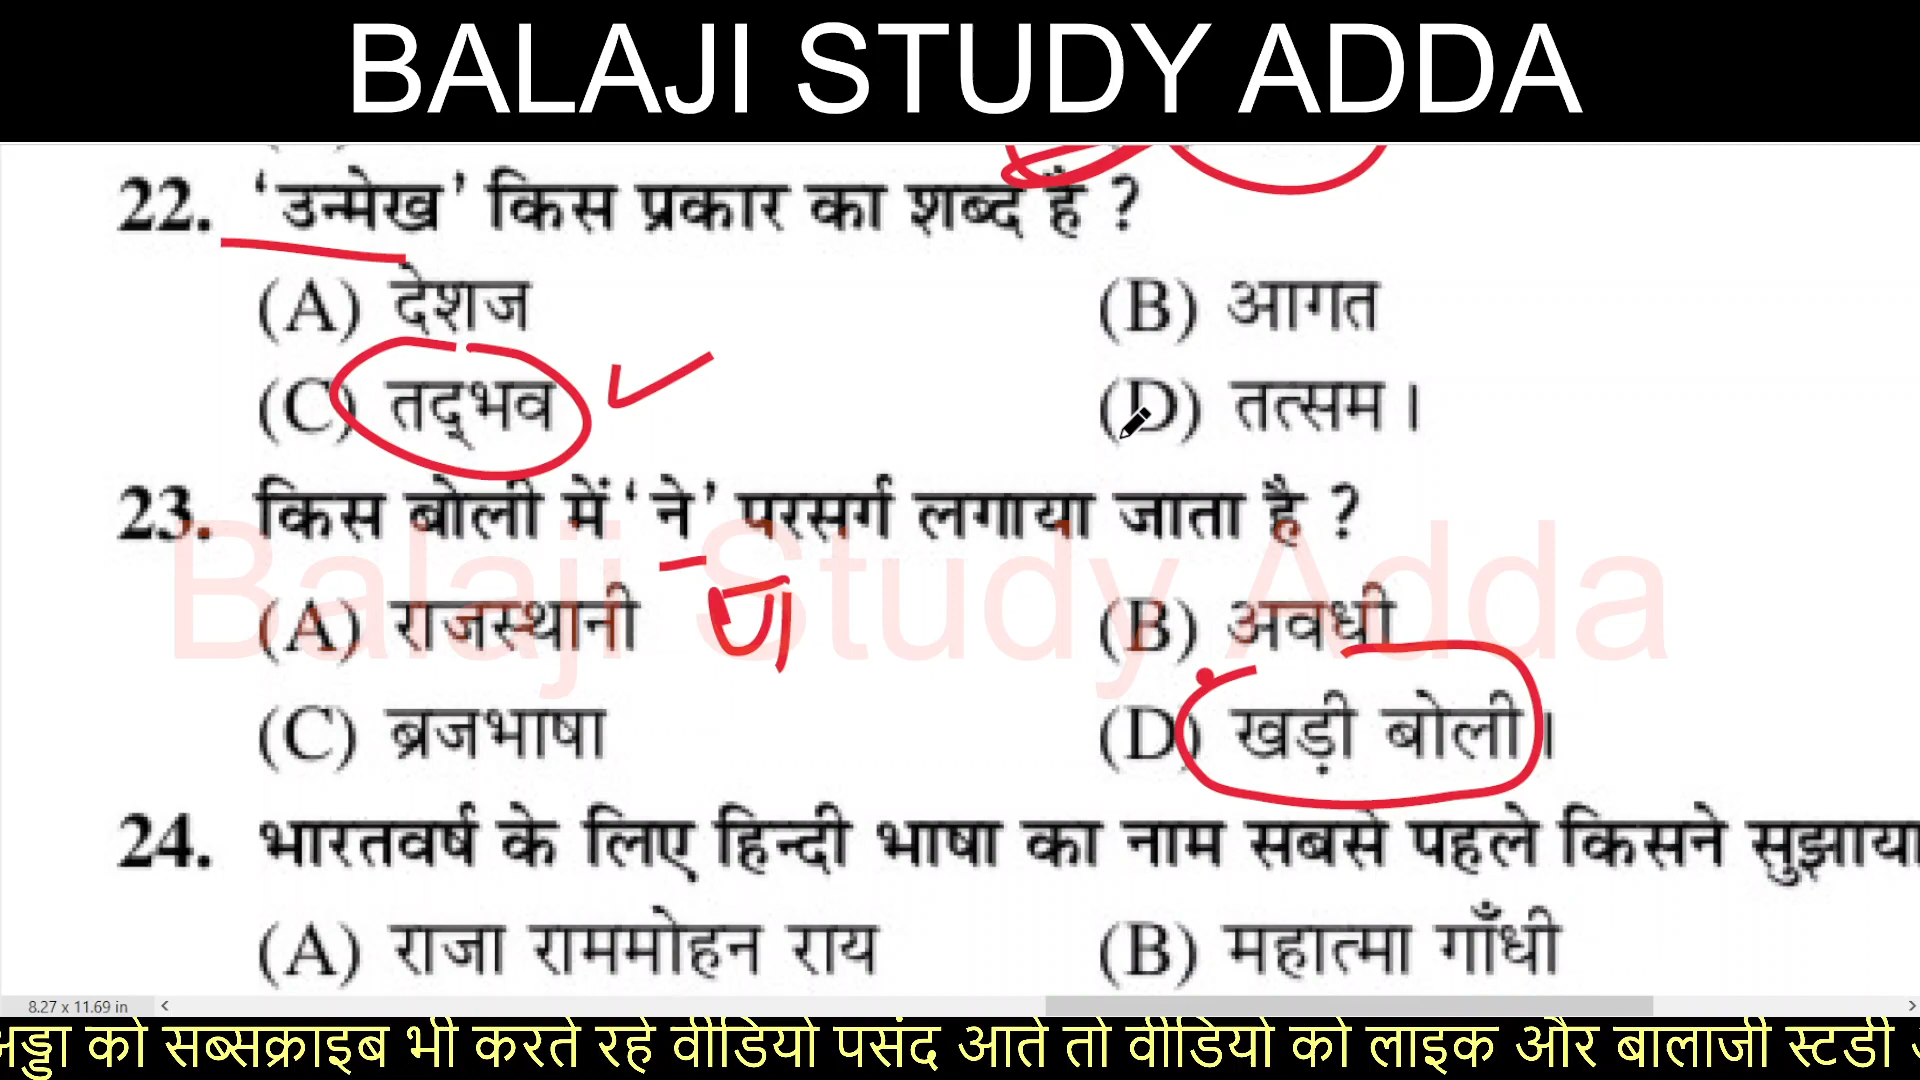 BALAJI STUDY ADDA
22. ‘उन्मेख’ किस प्रकार का शब्द है ?
(A) देशज (B) आगत
(C) तद्भव (D) तत्सम।
23. किस बोली में ‘ने’ परसर्ग लगाया जाता है ?
Balaji Study Adda
(A) राजस्थानी (B) अवधी
(C) ब्रजभाषा (D) खड़ी बोली।
24. भारतवर्ष के लिए हिन्दी भाषा का नाम सबसे पहले किसने सुझाया
(A) राजा राममोहन राय (B) महात्मा गाँधी
8.27 x 11.69 in
अड्डा को सब्सक्राइब भी करते रहे वीडियो पसंद आते तो वीडियो को लाइक और बालाजी स्टडी